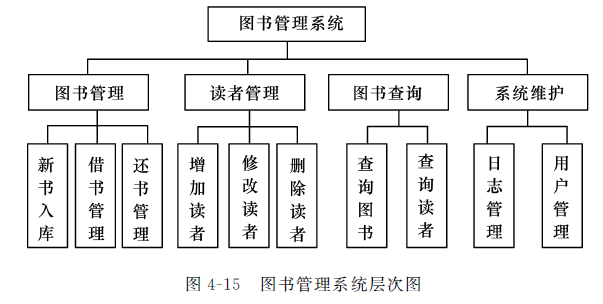 图书管理系统
图书管理
读者管理
图书查询
系统维护
新书入库
借书管理
还书管理
增加读者
修改读者
删除读者
查询图书
查询读者
日志管理
用户管理
图 4-15 图书管理系统层次图